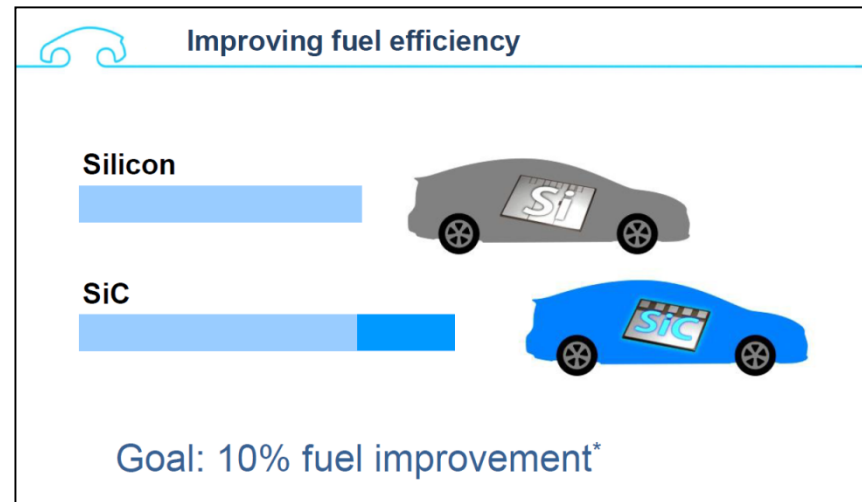 Improving fuel efficiency
Silicon
Si
SiC
SiC
Goal: 10% fuel improvement*